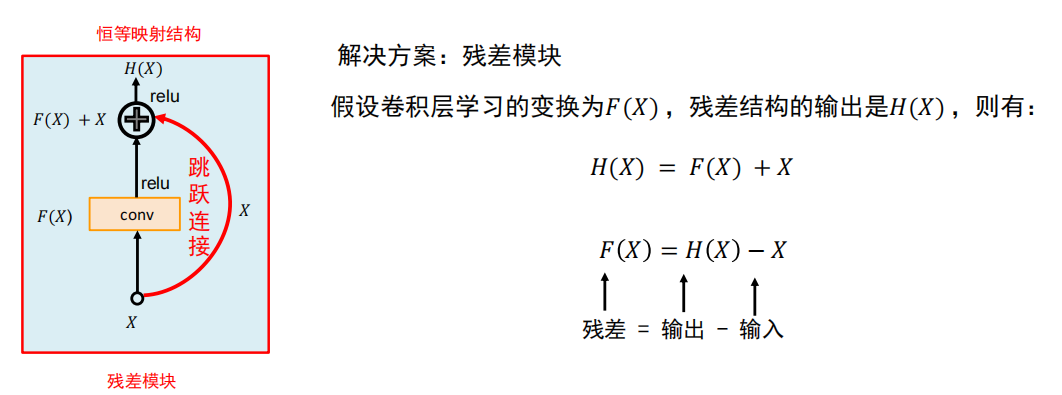 恒等映射结构
H(X)
relu
F(X) + X
relu
跳跃连接
F(X)
conv
X
X
残差模块
解决方案：残差模块
假设卷积层学习的变换为F(X)，残差结构的输出是H(X)，则有：
H(X) = F(X) + X
F(X) = H(X) − X
残差 = 输出 − 输入